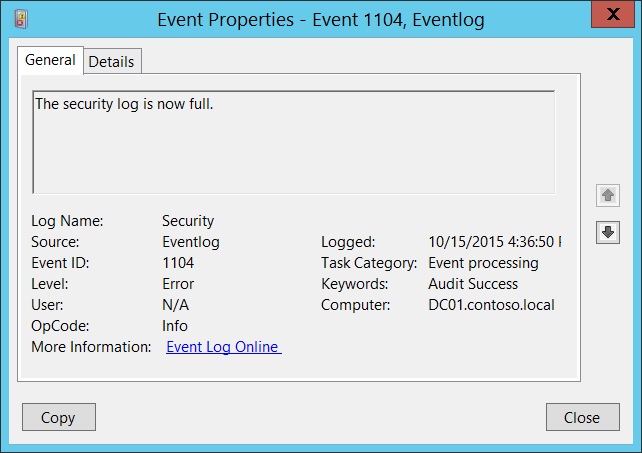 Event Properties - Event 1104, Eventlog
X
General Details
The security log is now full.
Log Name: Security
Source: Eventlog Logged: 10/15/2015 4:36:50
Event ID: 1104 Task Category: Event processing
Level: Error Keywords: Audit Success
User: N/A Computer: DC01.contoso.local
OpCode: Info
More Information: Event Log Online
Copy Close